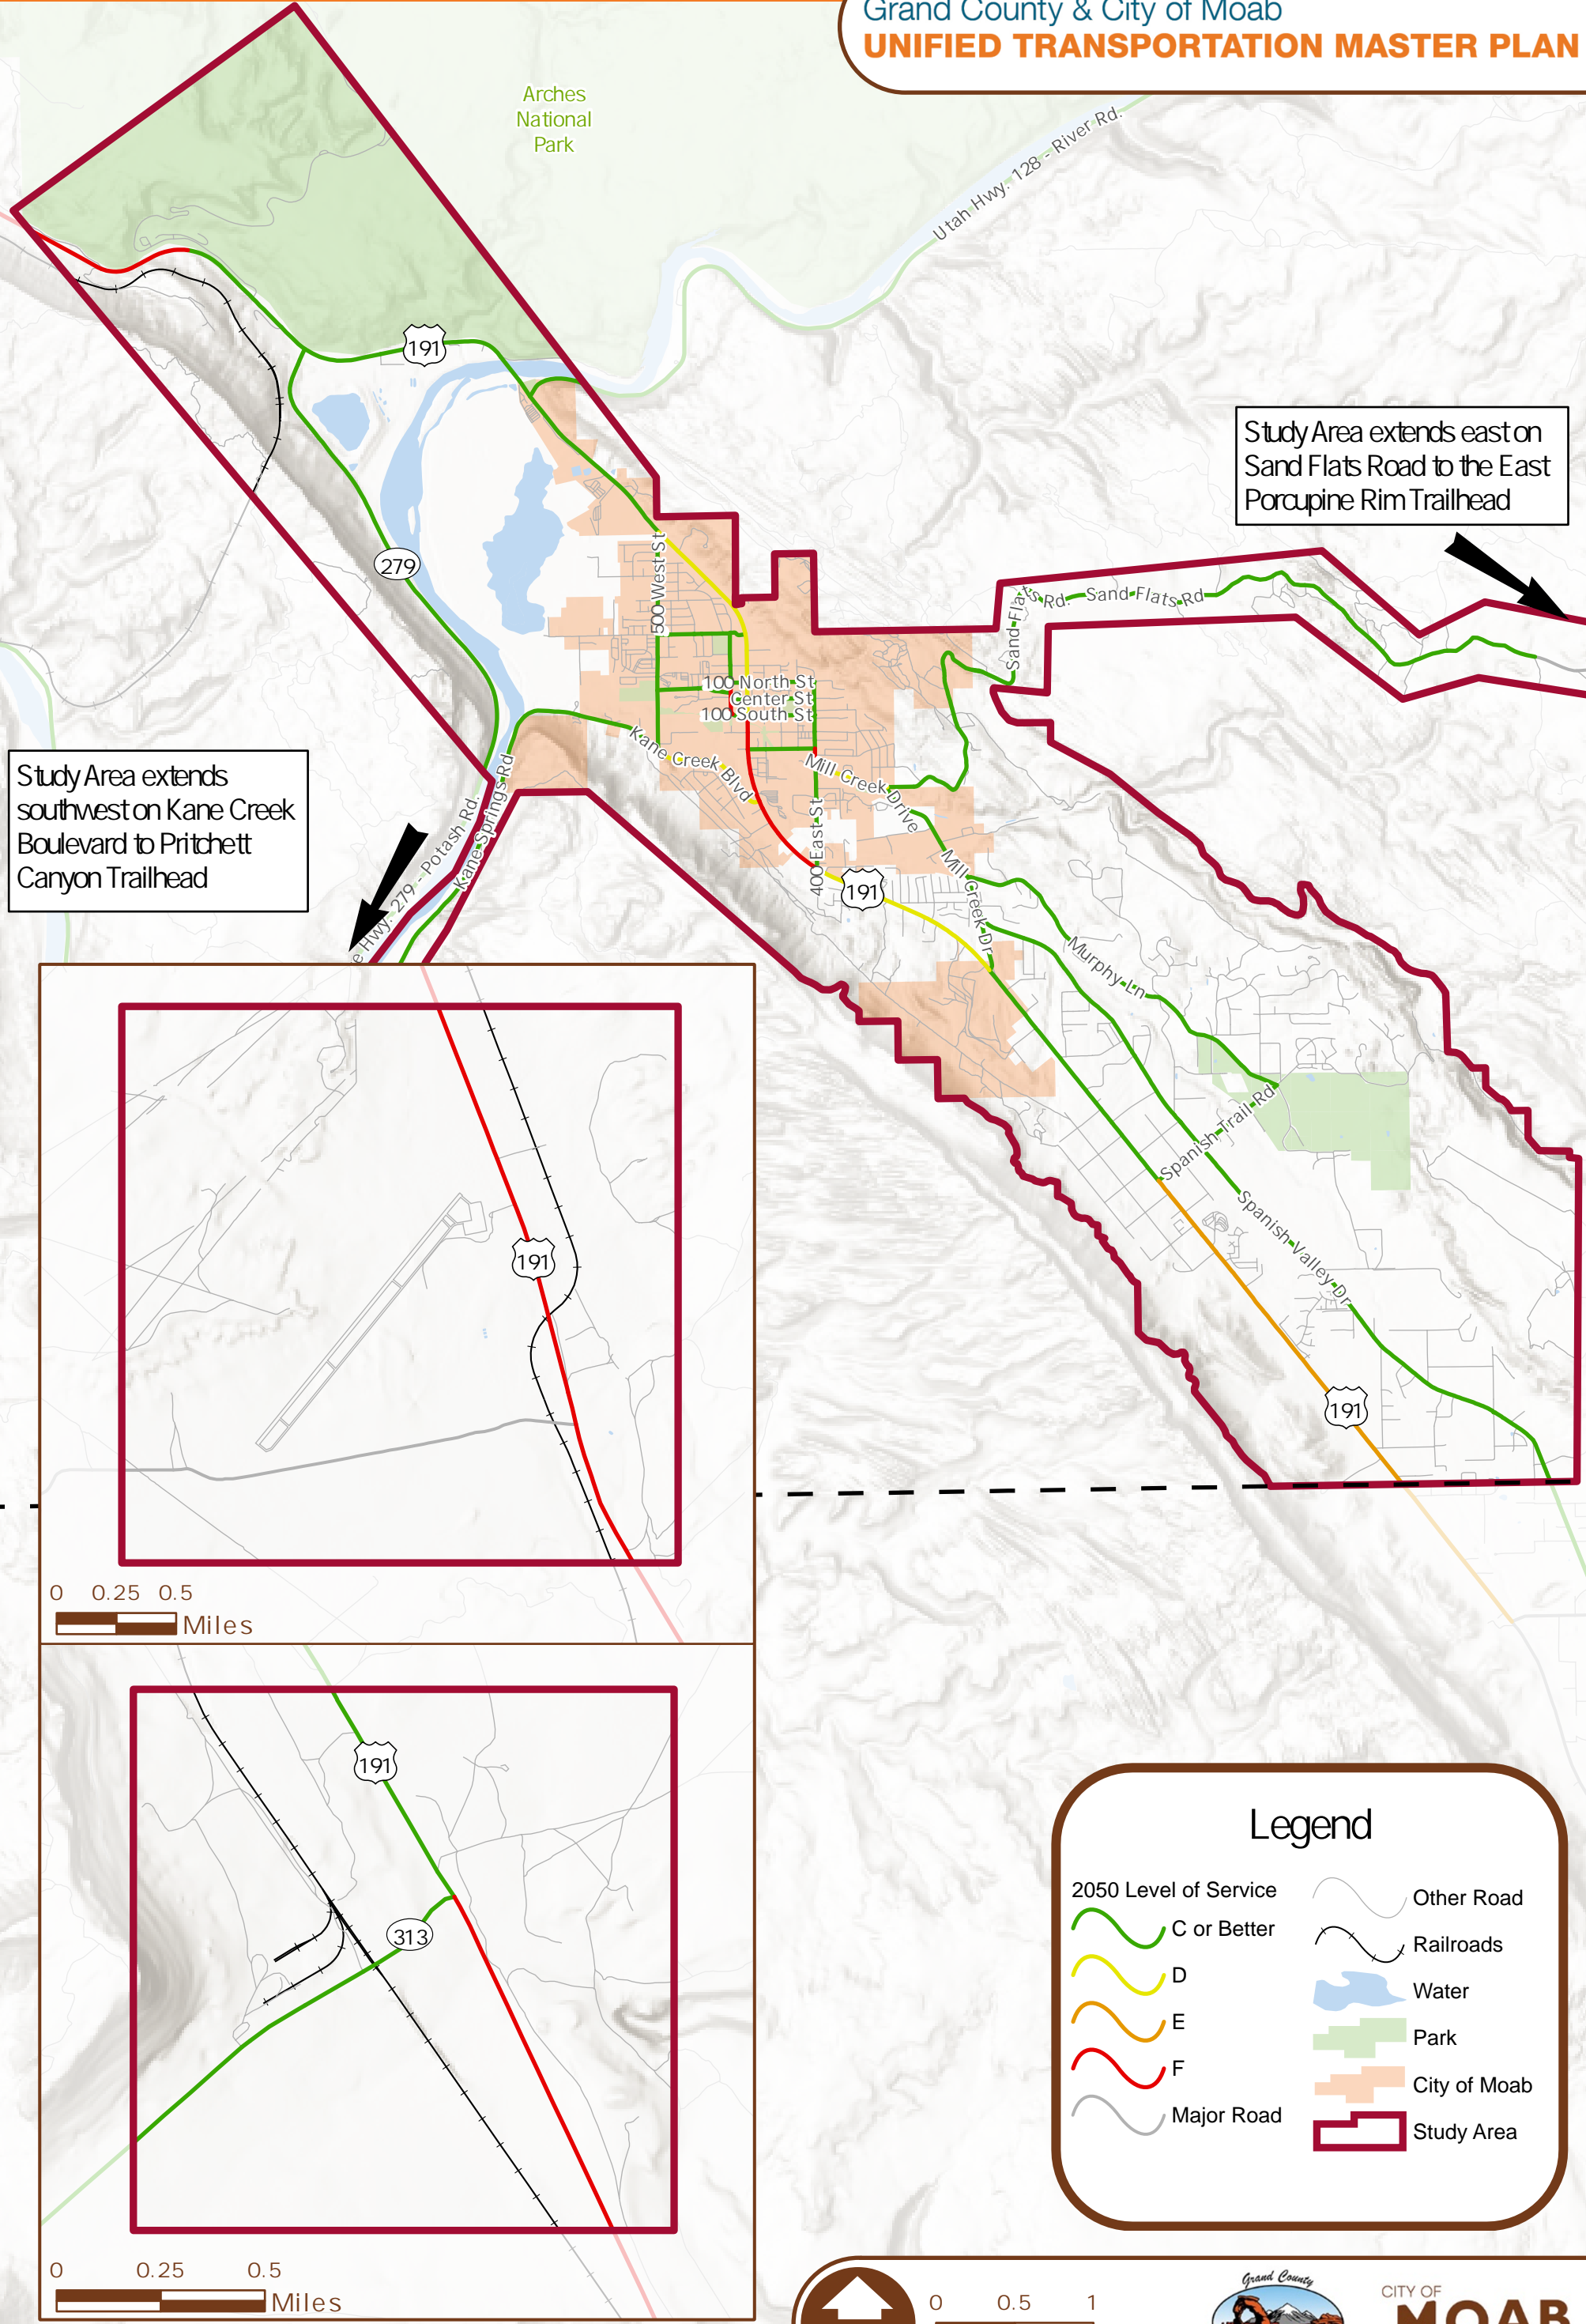 Grand County & City of Moab
UNIFIED TRANSPORTATION MASTER PLAN
Arches
National
Park
Utah Hwy. 128 - River Rd.
191
Study Area extends east on
Sand Flats Road to the East
Porcupine Rim Trailhead
279
500 West St
Sand Flats Rd.
Sand Flats Rd
100 North St
Center St
100 South St
Kane Creek Blvd
Mill Creek Drive
400 East St
Study Area extends
southwest on Kane Creek
Boulevard to Pritchett
Canyon Trailhead
Hwy. 279 - Potash Rd.
Kane Springs Rd
191
Mill Creek Dr
Murphy Ln
Spanish Trail Rd
Spanish Valley Dr
191
191
0 0.25 0.5
Miles
191
313
0 0.25 0.5
Miles
Legend
2050 Level of Service
C or Better
D
E
F
Major Road
Other Road
Railroads
Water
Park
City of Moab
Study Area
0 0.5 1
Grand County
CITY OF
MOAB